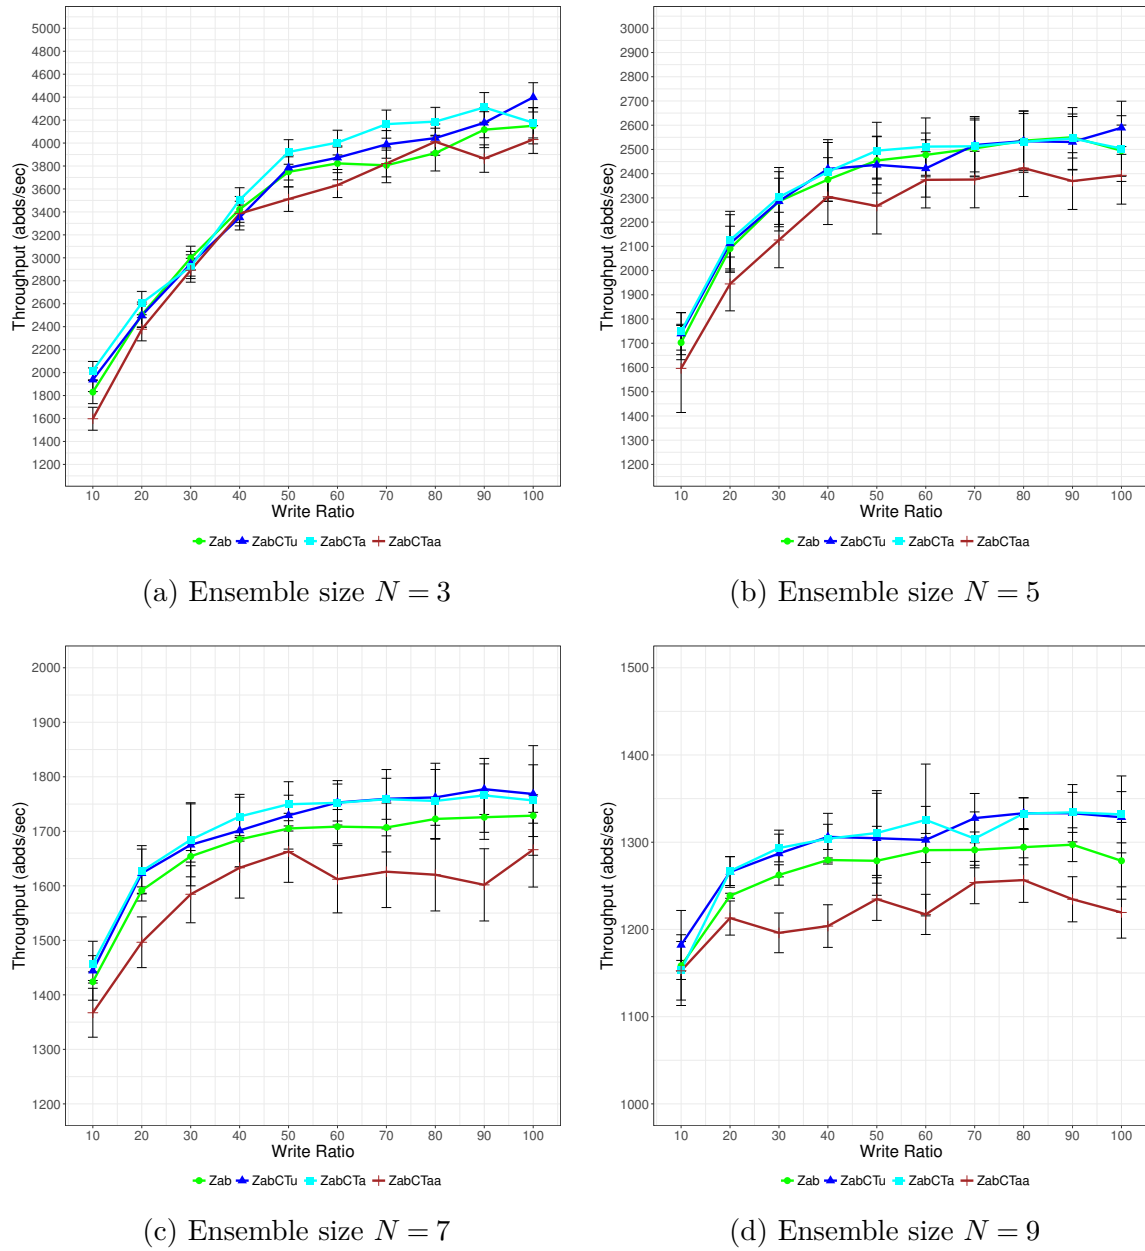 5000
4800
4600
4400
4200
4000
3800
3600
3400
3200
3000
2800
2600
2400
2200
2000
1800
1600
1400
1200
Throughput (abds/sec)
10 20 30 40 50 60 70 80 90 100
Write Ratio
Zab ZabCTu ZabCTa ZabCTaa
(a) Ensemble size N = 3
3000
2900
2800
2700
2600
2500
2400
2300
2200
2100
2000
1900
1800
1700
1600
1500
1400
1300
1200
Throughput (abds/sec)
10 20 30 40 50 60 70 80 90 100
Write Ratio
Zab ZabCTu ZabCTa ZabCTaa
(b) Ensemble size N = 5
2000
1900
1800
1700
1600
1500
1400
1300
1200
Throughput (abds/sec)
10 20 30 40 50 60 70 80 90 100
Write Ratio
Zab ZabCTu ZabCTa ZabCTaa
(c) Ensemble size N = 7
1500
1400
1300
1200
1100
1000
Throughput (abds/sec)
10 20 30 40 50 60 70 80 90 100
Write Ratio
Zab ZabCTu ZabCTa ZabCTaa
(d) Ensemble size N = 9